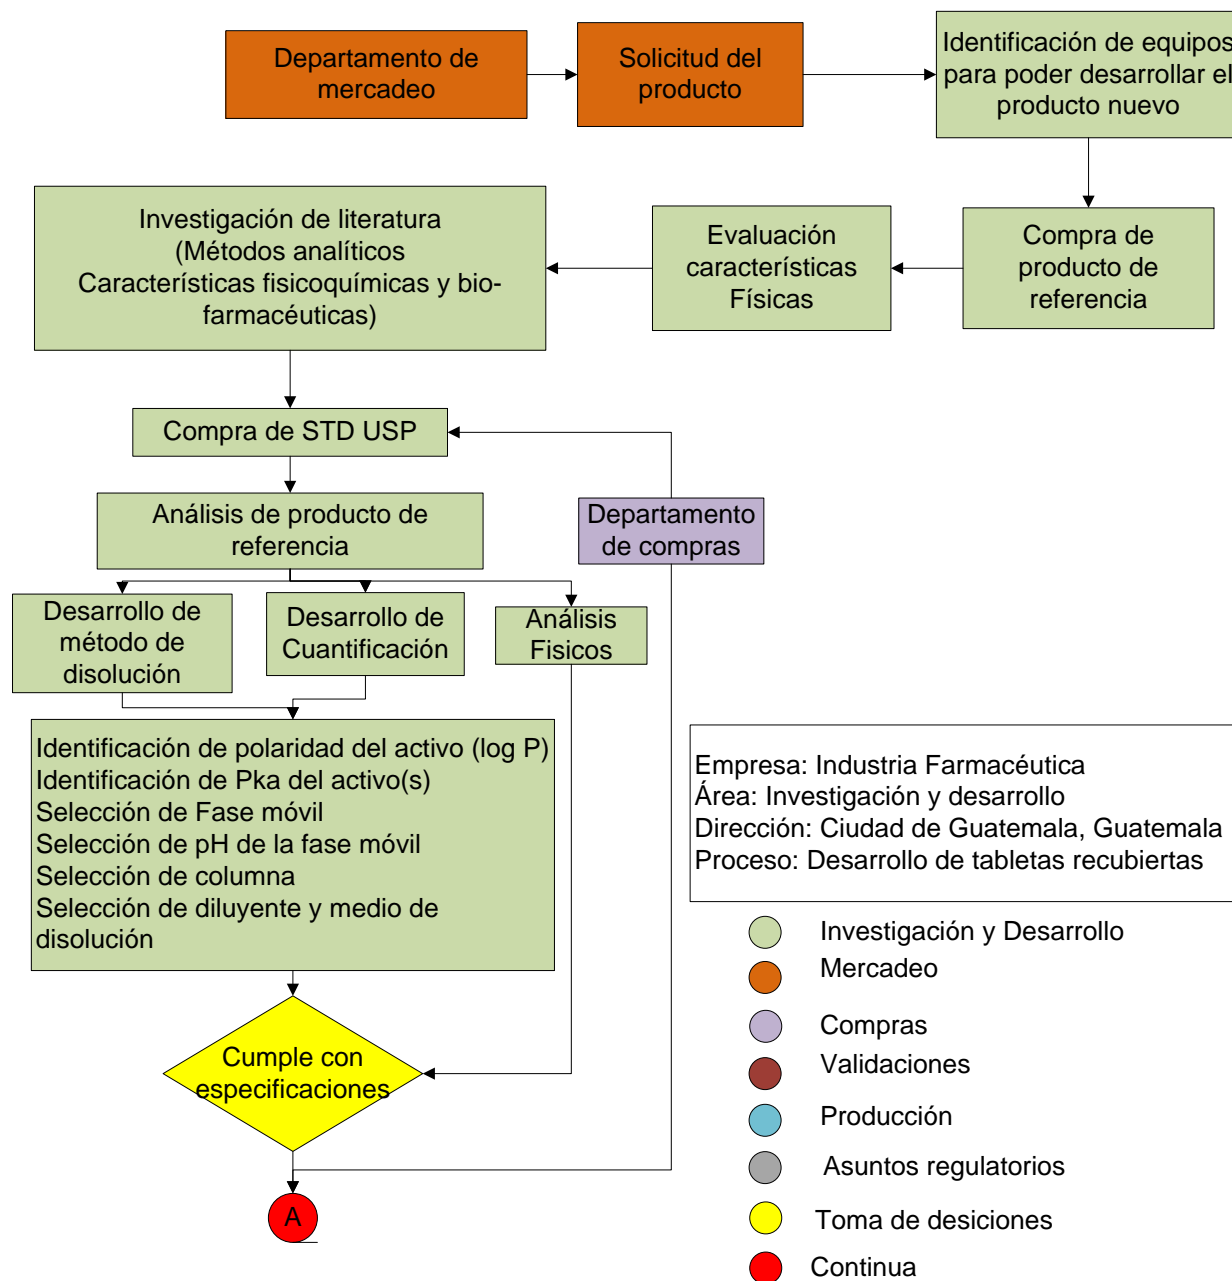 Departamento de
mercadeo
Solicitud del
producto
Identificación de equipos
para poder desarrollar el
producto nuevo
Investigación de literatura
(Métodos analíticos
Características fisicoquímicas y bio-
farmacéuticas)
Evaluación
características
Físicas
Compra de
producto de
referencia
Compra de STD USP
Análisis de producto de
referencia
Departamento
de compras
Desarrollo de
método de
disolución
Desarrollo de
Cuantificación
Análisis
Fisicos
Identificación de polaridad del activo (log P)
Identificación de Pka del activo(s)
Selección de Fase móvil
Selección de pH de la fase móvil
Selección de columna
Selección de diluyente y medio de
disolución
Cumple con
especificaciones
A
Empresa: Industria Farmacéutica
Área: Investigación y desarrollo
Dirección: Ciudad de Guatemala, Guatemala
Proceso: Desarrollo de tabletas recubiertas
Investigación y Desarrollo
Mercadeo
Compras
Validaciones
Producción
Asuntos regulatorios
Toma de desiciones
Continua